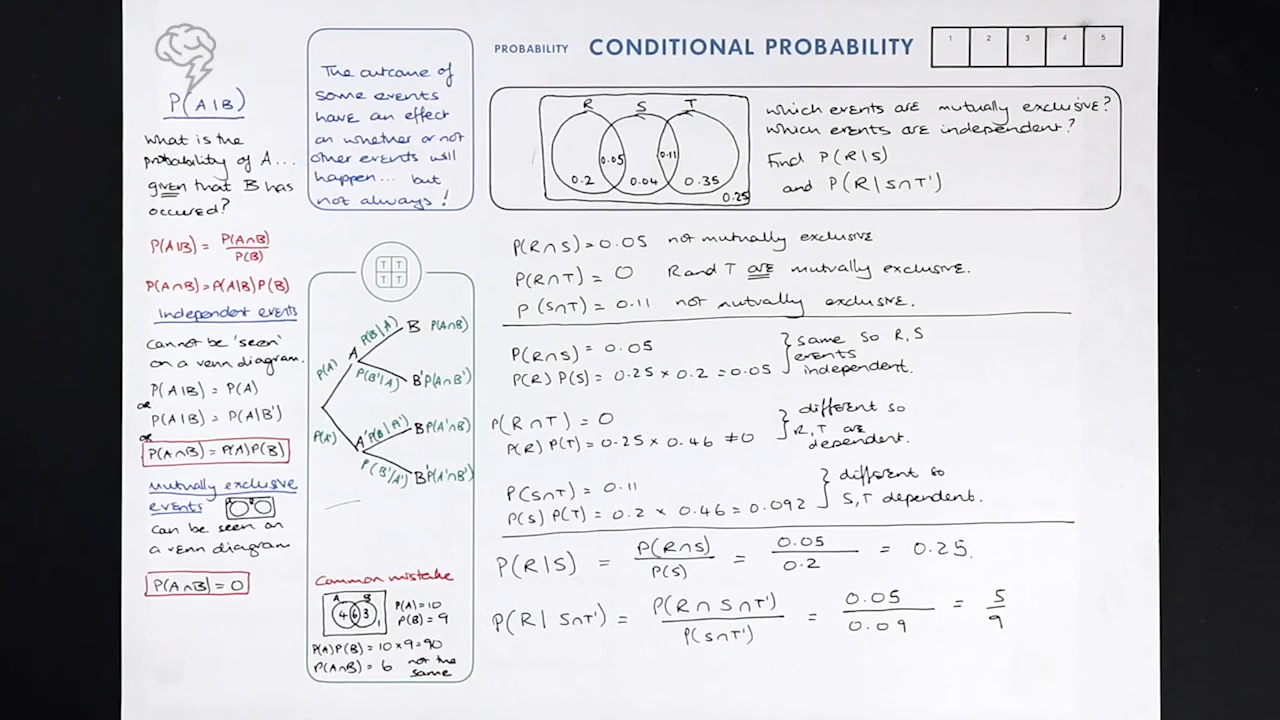 PROBABILITY CONDITIONAL PROBABILITY
1 2 3 4 5
P(A|B)
What is the
probability of A...
given that B has
occured?
P(A|B) = P(A∩B)/P(B)
P(A∩B)=P(A|B)P(B)
Independent events
cannot be 'seen'
on a venn diagram.
P(A|B) = P(A)
or
P(A|B) = P(A|B')
or
P(A∩B) = P(A)P(B)
Mutually exclusive
events
can be seen on
a venn diagram
P(A∩B) = 0
The outcome of
some events
have an effect
on whether or not
other events will
happen... but
not always!
T T
T T
P(A) A P(B|A) B P(A∩B)
P(B'|A) B' P(A∩B')
P(A') A' P(B|A') B P(A'∩B)
P(B'|A') B' P(A'∩B')
Common mistake
A B
4 6 3 1
P(A)=10
P(B)=9
P(A)P(B) = 10×9=90
P(A∩B) = 6 not the
same
R S T
0.05 0.11
0.2 0.04 0.35
0.25
which events are mutually exclusive?
which events are independent?
Find P(R|S)
and P(R|S∩T')
P(R∩S)=0.05 not mutually exclusive
P(R∩T) = 0 R and T are mutually exclusive.
P(S∩T) = 0.11 not mutually exclusive.
P(R∩S) = 0.05
P(R)P(S) = 0.25 × 0.2 = 0.05
same so R,S
events
independent.
P(R∩T) = 0
P(R)P(T) = 0.25 × 0.46 ≠0
different so
R,T are
dependent.
P(S∩T) = 0.11
P(S)P(T) = 0.2 × 0.46 = 0.092
different so
S,T dependent.
P(R|S) = P(R∩S)/P(S) = 0.05/0.2 = 0.25.
P(R|S∩T') = P(R∩S∩T')/P(S∩T') = 0.05/0.09 = 5/9